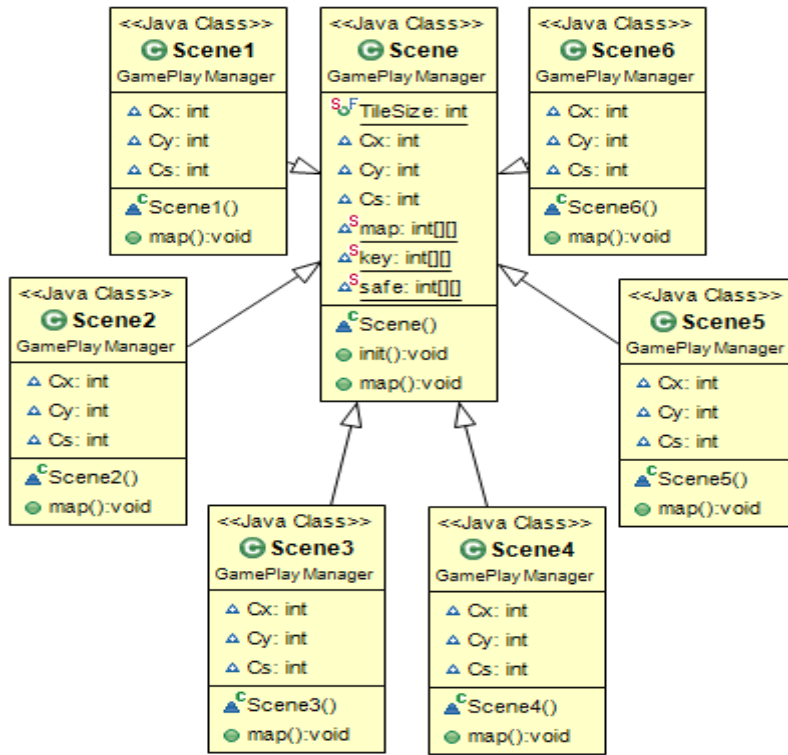 <<Java Class>>
Scene1
GamePlay Manager
Cx: int
Cy: int
Cs: int
Scene1()
map():void
<<Java Class>>
Scene
GamePlay Manager
TileSize: int
Cx: int
Cy: int
Cs: int
map: int[][]
key: int[][]
safe: int[][]
Scene()
init():void
map():void
<<Java Class>>
Scene6
GamePlay Manager
Cx: int
Cy: int
Cs: int
Scene6()
map():void
<<Java Class>>
Scene2
GamePlay Manager
Cx: int
Cy: int
Cs: int
Scene2()
map():void
<<Java Class>>
Scene5
GamePlay Manager
Cx: int
Cy: int
Cs: int
Scene5()
map():void
<<Java Class>>
Scene3
GamePlay Manager
Cx: int
Cy: int
Cs: int
Scene3()
map():void
<<Java Class>>
Scene4
GamePlay Manager
Cx: int
Cy: int
Cs: int
Scene4()
map():void